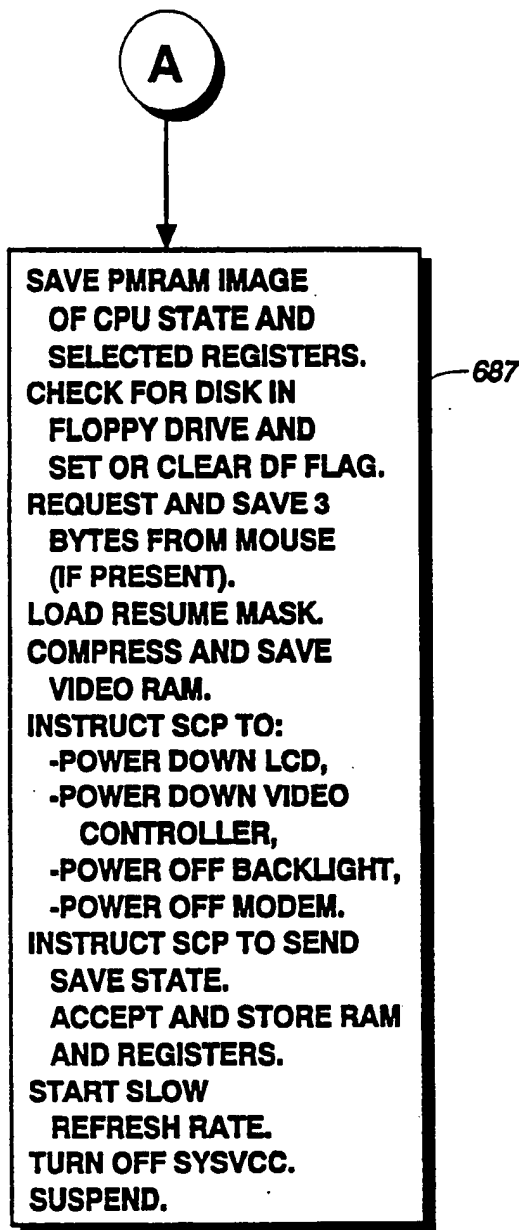 A
SAVE PMRAM IMAGE
OF CPU STATE AND
SELECTED REGISTERS.
CHECK FOR DISK IN
FLOPPY DRIVE AND
SET OR CLEAR DF FLAG.
REQUEST AND SAVE 3
BYTES FROM MOUSE
(IF PRESENT).
LOAD RESUME MASK.
COMPRESS AND SAVE
VIDEO RAM.
INSTRUCT SCP TO:
-POWER DOWN LCD,
-POWER DOWN VIDEO
CONTROLLER,
-POWER OFF BACKLIGHT,
-POWER OFF MODEM.
INSTRUCT SCP TO SEND
SAVE STATE.
ACCEPT AND STORE RAM
AND REGISTERS.
START SLOW
REFRESH RATE.
TURN OFF SYSVCC.
SUSPEND.
687